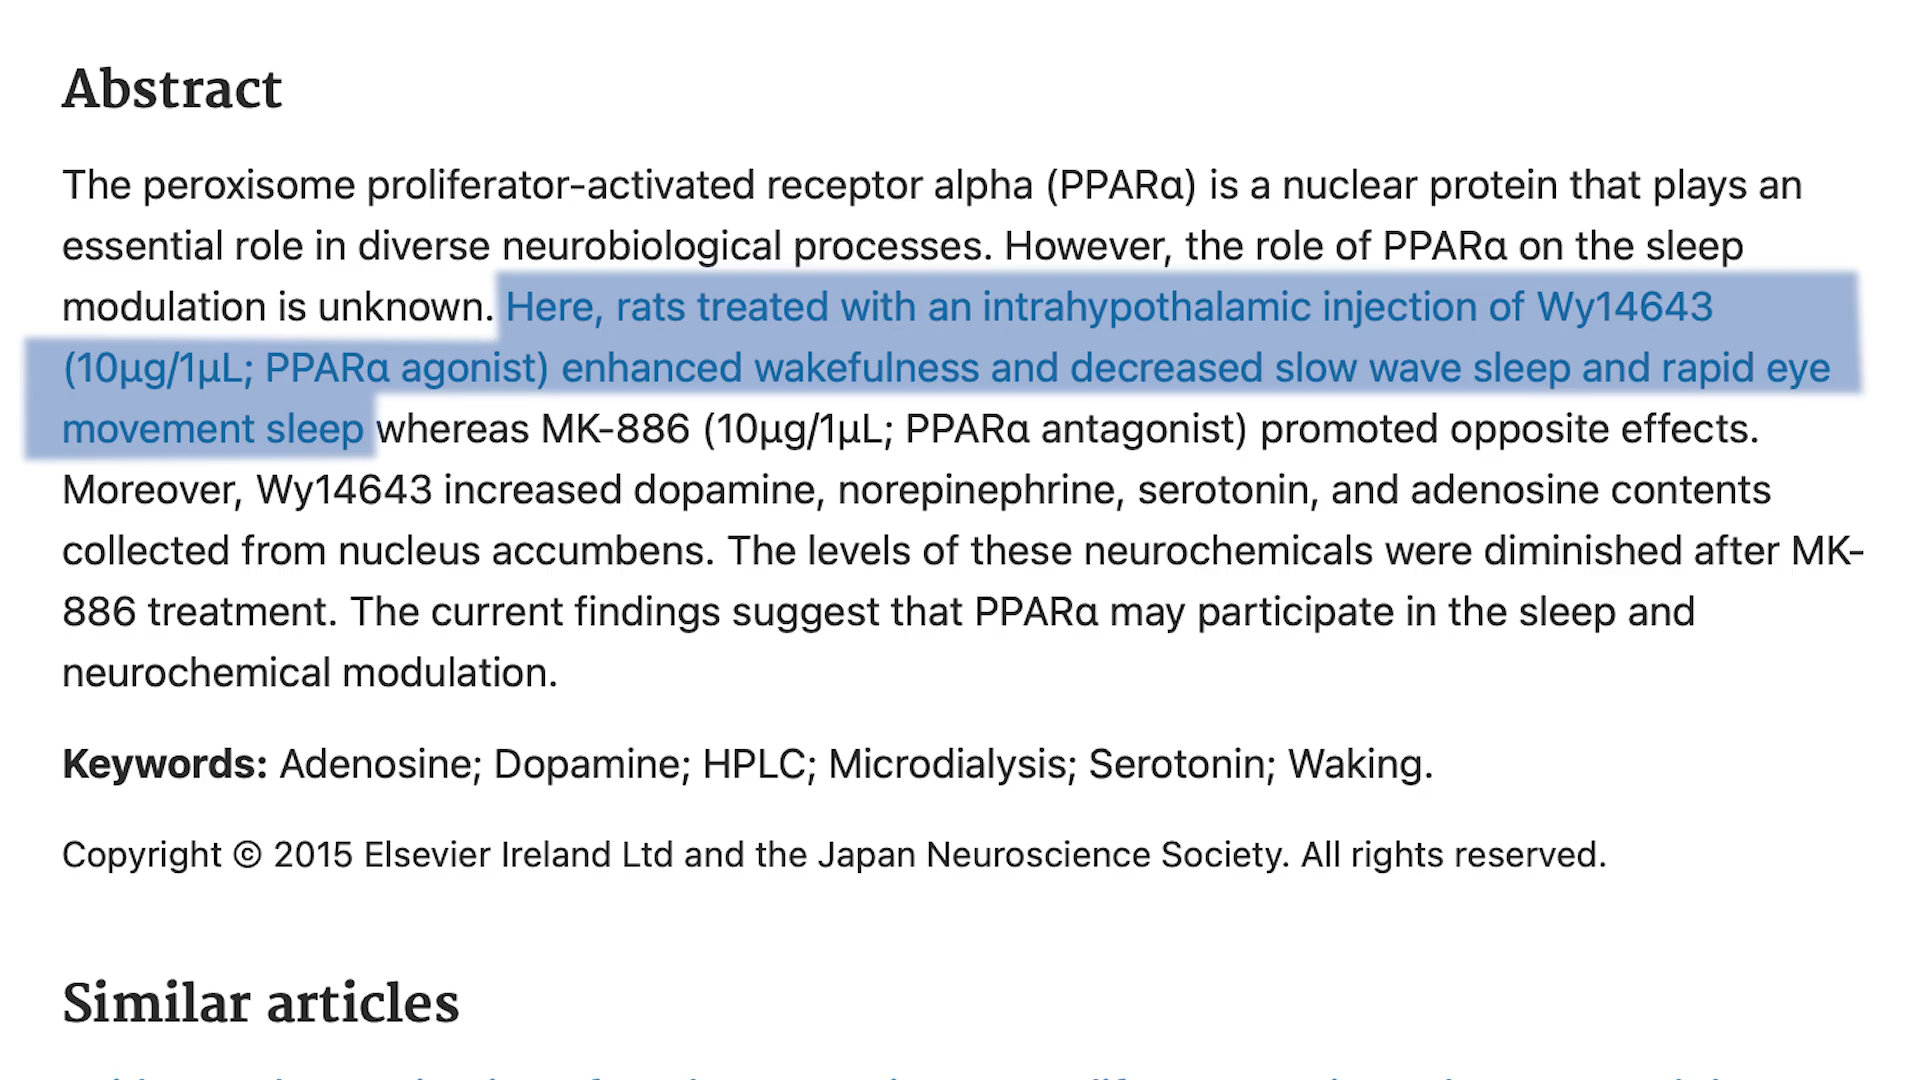 Abstract
The peroxisome proliferator-activated receptor alpha (PPARα) is a nuclear protein that plays an
essential role in diverse neurobiological processes. However, the role of PPARα on the sleep
modulation is unknown. Here, rats treated with an intrahypothalamic injection of Wy14643
(10μg/1μL; PPARα agonist) enhanced wakefulness and decreased slow wave sleep and rapid eye
movement sleep whereas MK-886 (10μg/1μL; PPARα antagonist) promoted opposite effects.
Moreover, Wy14643 increased dopamine, norepinephrine, serotonin, and adenosine contents
collected from nucleus accumbens. The levels of these neurochemicals were diminished after MK-
886 treatment. The current findings suggest that PPARα may participate in the sleep and
neurochemical modulation.
Keywords: Adenosine; Dopamine; HPLC; Microdialysis; Serotonin; Waking.
Copyright © 2015 Elsevier Ireland Ltd and the Japan Neuroscience Society. All rights reserved.
Similar articles